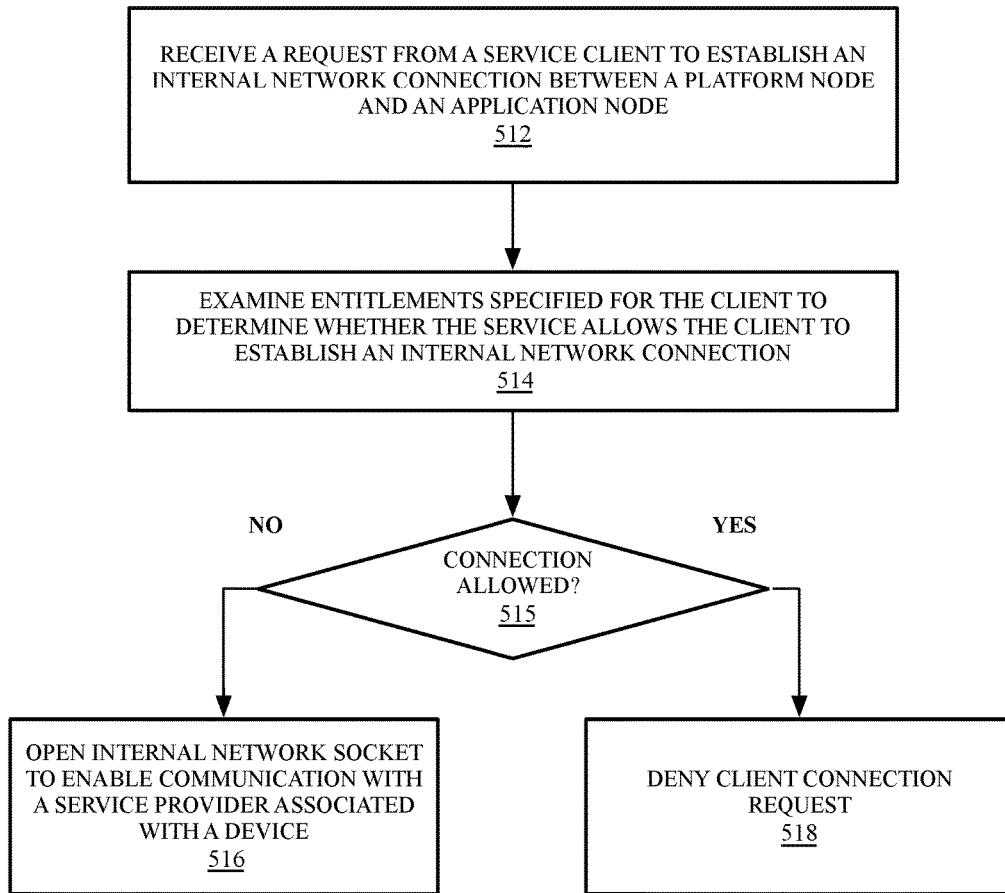 RECEIVE A REQUEST FROM A SERVICE CLIENT TO ESTABLISH AN
INTERNAL NETWORK CONNECTION BETWEEN A PLATFORM NODE
AND AN APPLICATION NODE
512
EXAMINE ENTITLEMENTS SPECIFIED FOR THE CLIENT TO
DETERMINE WHETHER THE SERVICE ALLOWS THE CLIENT TO
ESTABLISH AN INTERNAL NETWORK CONNECTION
514
NO
YES
CONNECTION
ALLOWED?
515
OPEN INTERNAL NETWORK SOCKET
TO ENABLE COMMUNICATION WITH
A SERVICE PROVIDER ASSOCIATED
WITH A DEVICE
516
DENY CLIENT CONNECTION
REQUEST
518